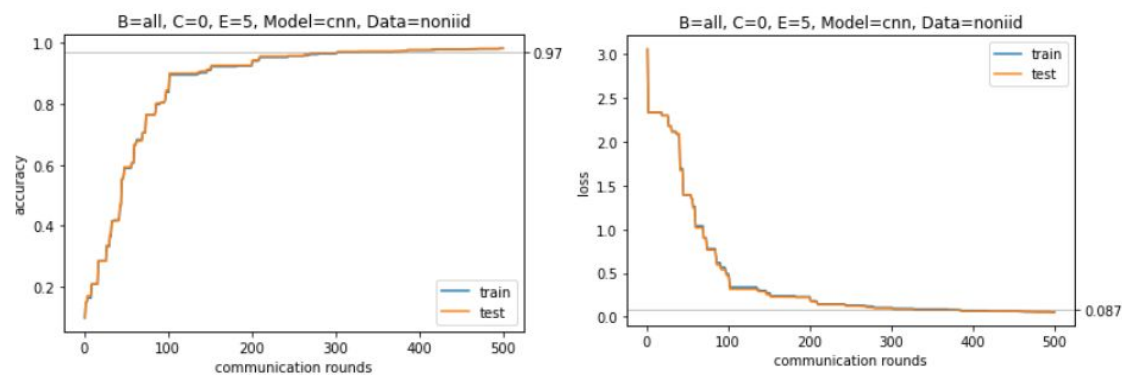 B=all, C=0, E=5, Model=cnn, Data=noniid
1.0
0.8
0.6
0.4
0.2
accuracy
0.97
train
test
0 100 200 300 400 500
communication rounds
B=all, C=0, E=5, Model=cnn, Data=noniid
3.0
2.5
2.0
1.5
1.0
0.5
0.0
loss
train
test
0.087
0 100 200 300 400 500
communication rounds